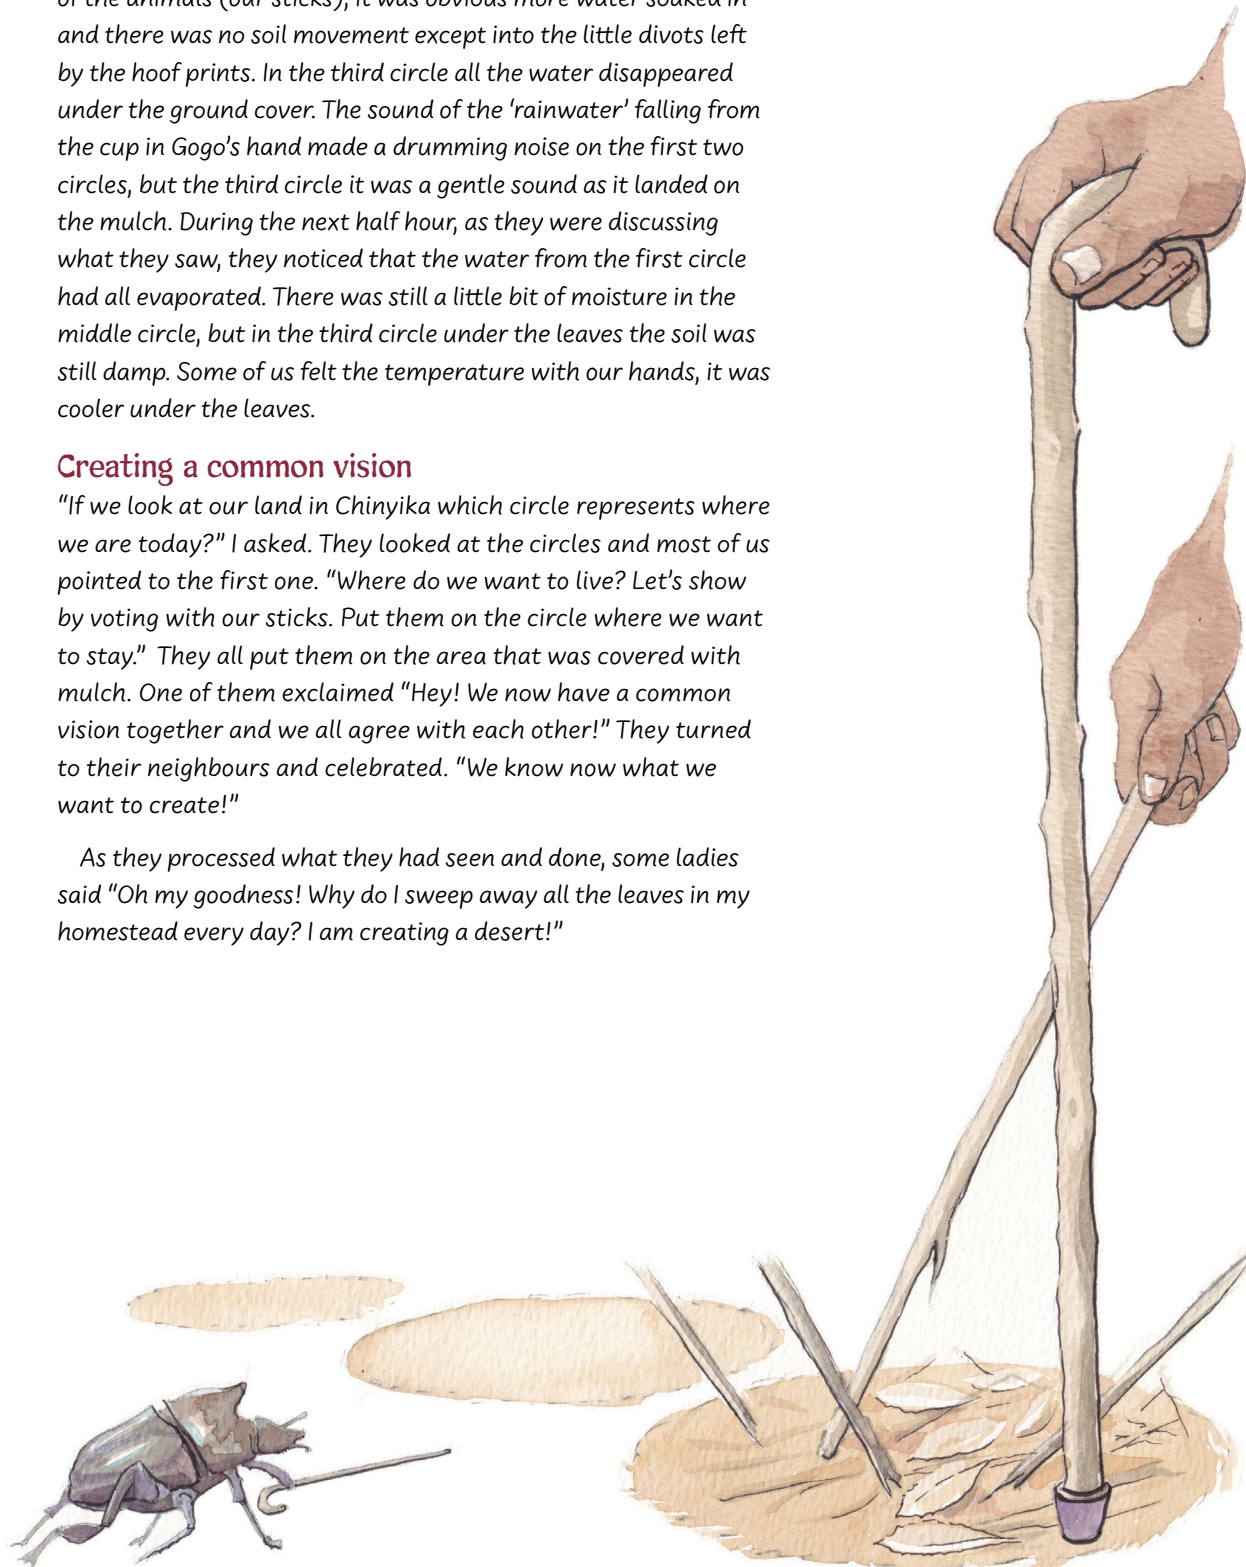 of the animals (our sticks), it was obvious more water soaked in
and there was no soil movement except into the little divots left
by the hoof prints. In the third circle all the water disappeared
under the ground cover. The sound of the ‘rainwater’ falling from
the cup in Gogo’s hand made a drumming noise on the first two
circles, but the third circle it was a gentle sound as it landed on
the mulch. During the next half hour, as they were discussing
what they saw, they noticed that the water from the first circle
had all evaporated. There was still a little bit of moisture in the
middle circle, but in the third circle under the leaves the soil was
still damp. Some of us felt the temperature with our hands, it was
cooler under the leaves.
Creating a common vision
“If we look at our land in Chinyika which circle represents where
we are today?” I asked. They looked at the circles and most of us
pointed to the first one. “Where do we want to live? Let’s show
by voting with our sticks. Put them on the circle where we want
to stay.” They all put them on the area that was covered with
mulch. One of them exclaimed “Hey! We now have a common
vision together and we all agree with each other!” They turned
to their neighbours and celebrated. “We know now what we
want to create!”
As they processed what they had seen and done, some ladies
said “Oh my goodness! Why do I sweep away all the leaves in my
homestead every day? I am creating a desert!”